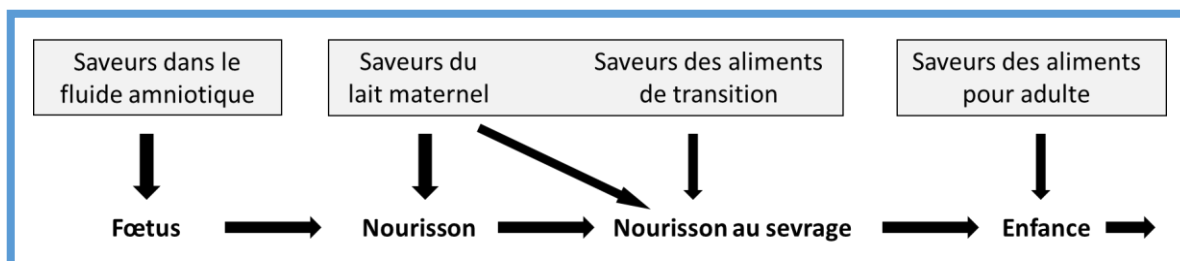 Saveurs dans le
fluide amniotique
Saveurs du
lait maternel
Saveurs des aliments
de transition
Saveurs des aliments
pour adulte
Fœtus
Nourisson
Nourisson au sevrage
Enfance